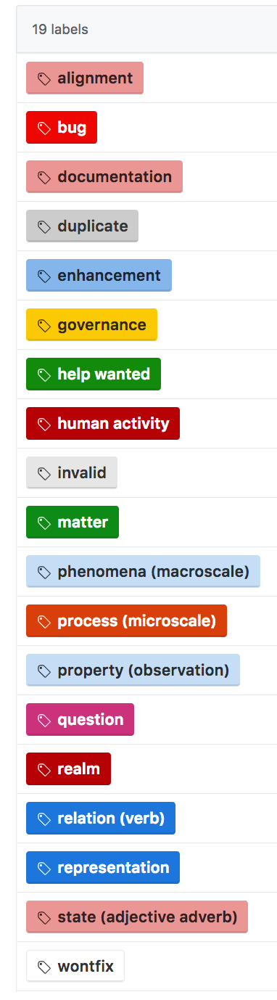 19 labels
alignment
bug
documentation
duplicate
enhancement
governance
help wanted
human activity
invalid
matter
phenomena (macroscale)
process (microscale)
property (observation)
question
realm
relation (verb)
representation
state (adjective adverb)
wontfix